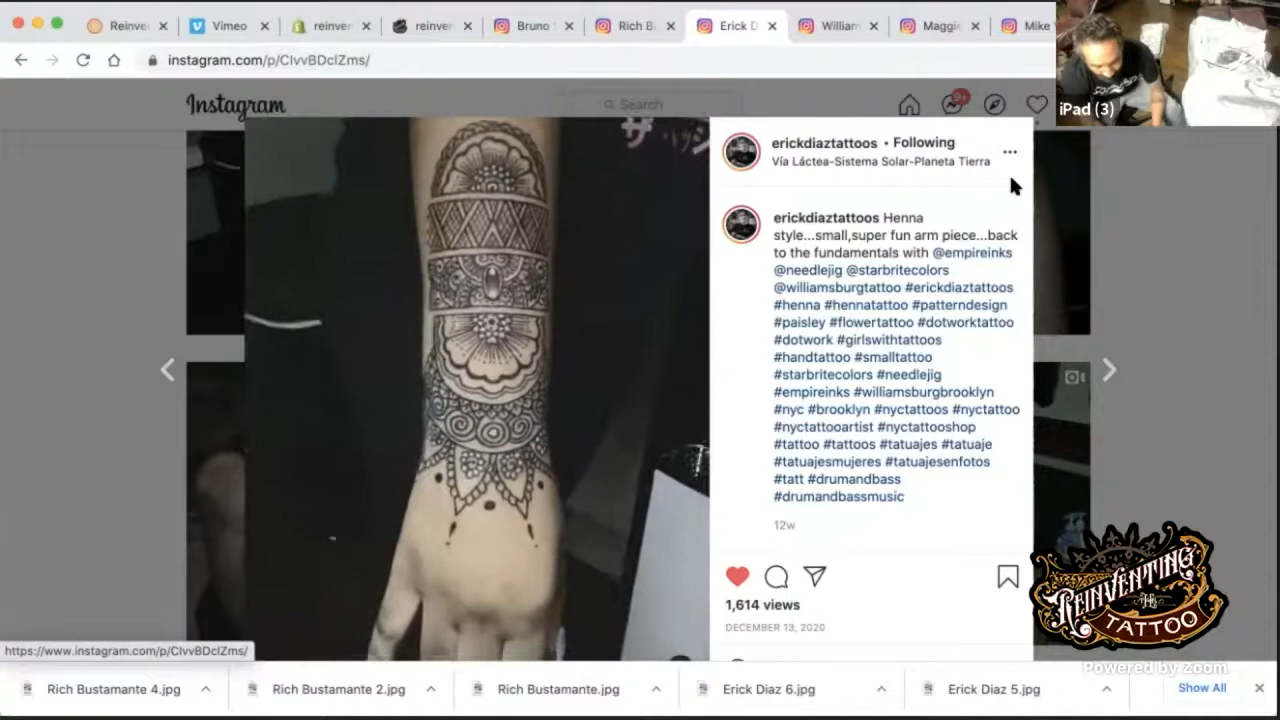 Reinve
Vimeo
reinver
reinver
Bruno
Rich B
Erick D
William
Maggie
Mike
instagram.com/p/CIvvBDclZms/
iPad (3)
Instagram
Search
9+
erickdiaztattoos • Following
Vía Láctea-Sistema Solar-Planeta Tierra
erickdiaztattoos Henna
style...small,super fun arm piece...back
to the fundamentals with @empireinks
@needlejig @starbritecolors
@williamsburgtattoo #erickdiaztattoos
#henna #hennatattoo #patterndesign
#paisley #flowertattoo #dotworktattoo
#dotwork #girlswithtattoos
#handtattoo #smalltattoo
#starbritecolors #needlejig
#empireinks #williamsburgbrooklyn
#nyc #brooklyn #nyctattoos #nyctattoo
#nyctattooartist #nyctattooshop
#tattoo #tattoos #tatuajes #tatuaje
#tatuajesmujeres #tatuajesenfotos
#tatt #drumandbass
#drumandbassmusic
12w
1,614 views
DECEMBER 13, 2020
REINVENTING
THE
TATTOO
Powered by Zoom
https://www.instagram.com/p/CIvvBDclZms/
Rich Bustamante 4.jpg
Rich Bustamante 2.jpg
Rich Bustamante.jpg
Erick Diaz 6.jpg
Erick Diaz 5.jpg
Show All